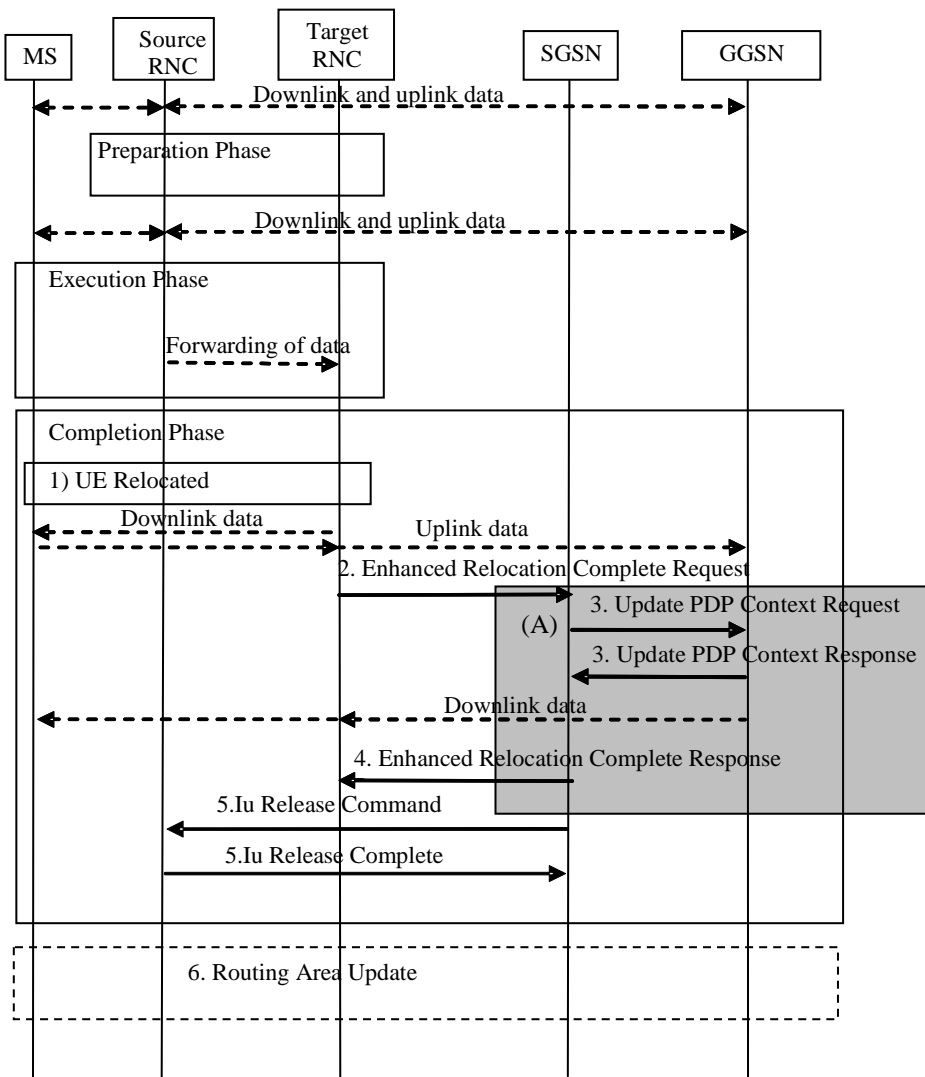 MS
Source
RNC
Target
RNC
SGSN
GGSN
Downlink and uplink data
Preparation Phase
Downlink and uplink data
Execution Phase
Forwarding of data
Completion Phase
1) UE Relocated
Downlink data
Uplink data
2. Enhanced Relocation Complete Request
(A)
3. Update PDP Context Request
3. Update PDP Context Response
Downlink data
4. Enhanced Relocation Complete Response
5.Iu Release Command
5.Iu Release Complete
6. Routing Area Update